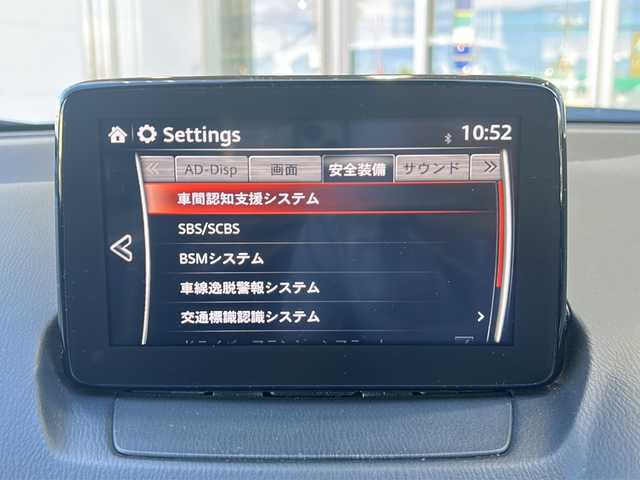 Settings
10:52
AD-Disp 画面 安全装備 サウンド
車間認知支援システム
SBS/SCBS
BSMシステム
車線逸脱警報システム
交通標識認識システム